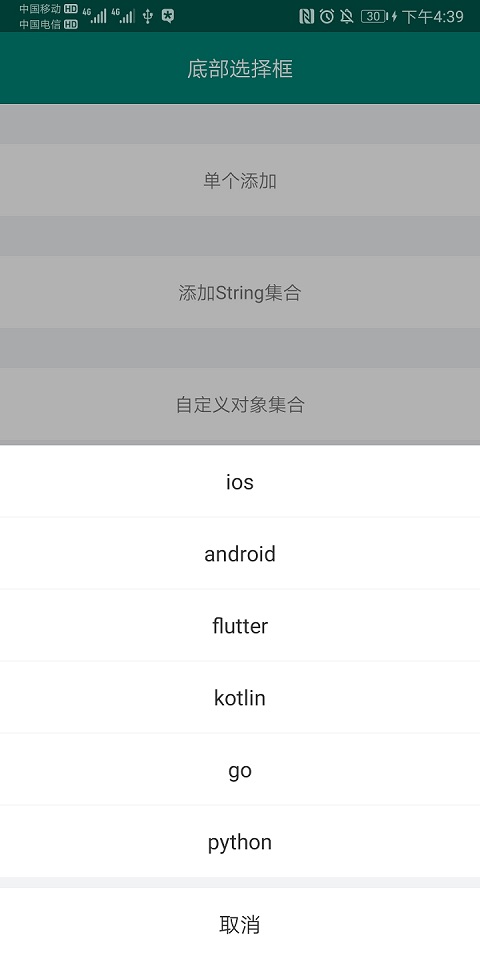 中国移动 HD 4G 4G 30 下午4:39
中国电信 HD
底部选择框
单个添加
添加String集合
自定义对象集合
ios
android
flutter
kotlin
go
python
取消